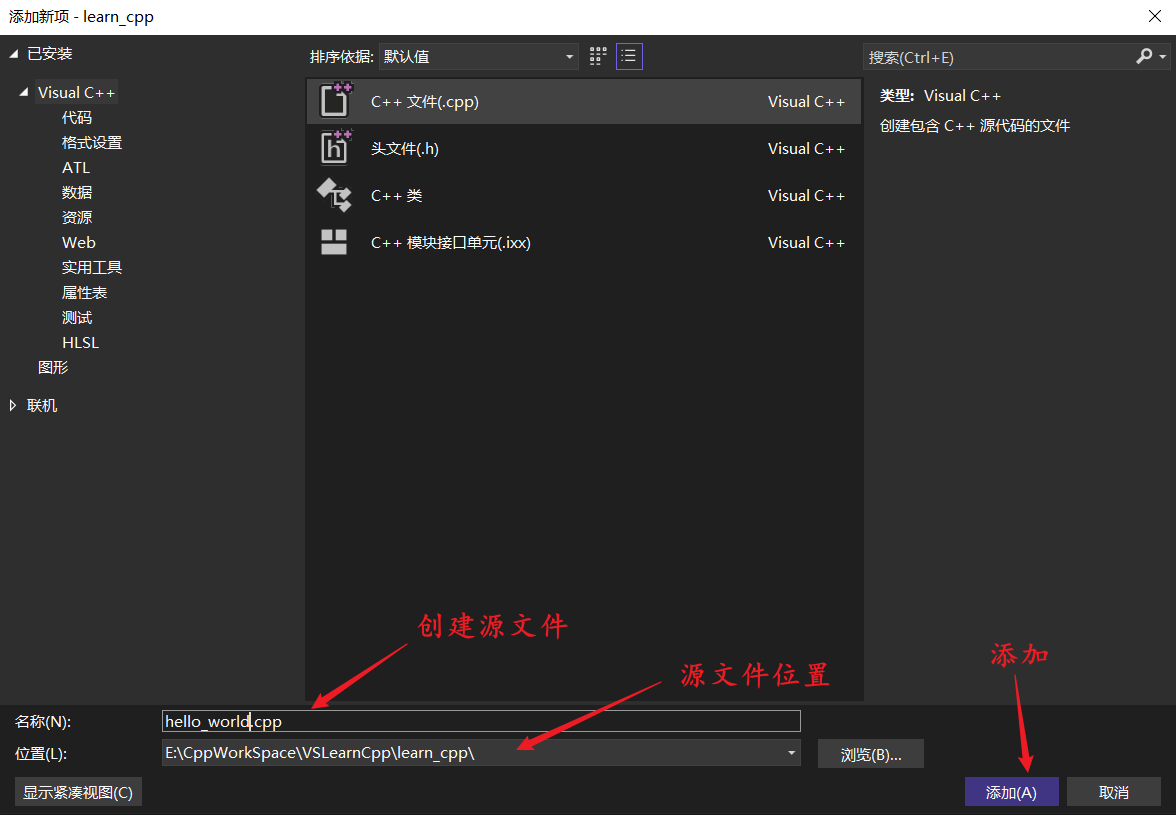 添加新项 - learn_cpp
已安装
排序依据: 默认值
搜索(Ctrl+E)
Visual C++
代码
格式设置
ATL
数据
资源
Web
实用工具
属性表
测试
HLSL
图形
联机
C++ 文件(.cpp) Visual C++
头文件(.h) Visual C++
C++ 类 Visual C++
C++ 模块接口单元(.ixx) Visual C++
类型: Visual C++
创建包含 C++ 源代码的文件
创建源文件
源文件位置
添加
名称(N): hello_world.cpp
位置(L): E:\CppWorkSpace\VSLearnCpp\learn_cpp\
浏览(B)...
显示紧凑视图(C)
添加(A)
取消